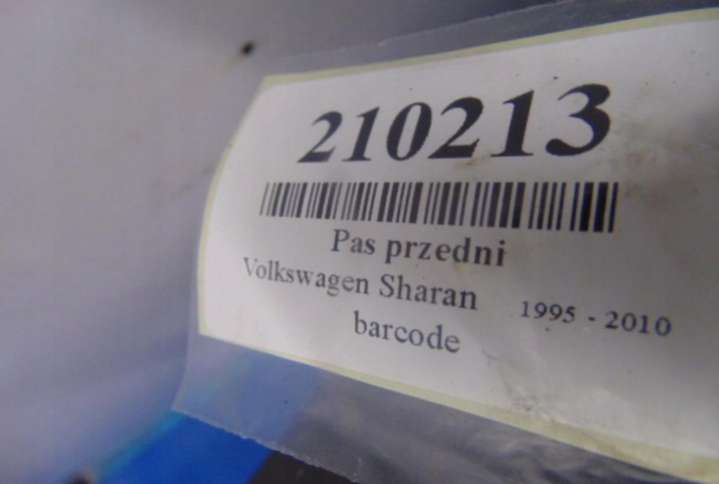 210213
Pas przedni
Volkswagen Sharan 1995 - 2010
barcode